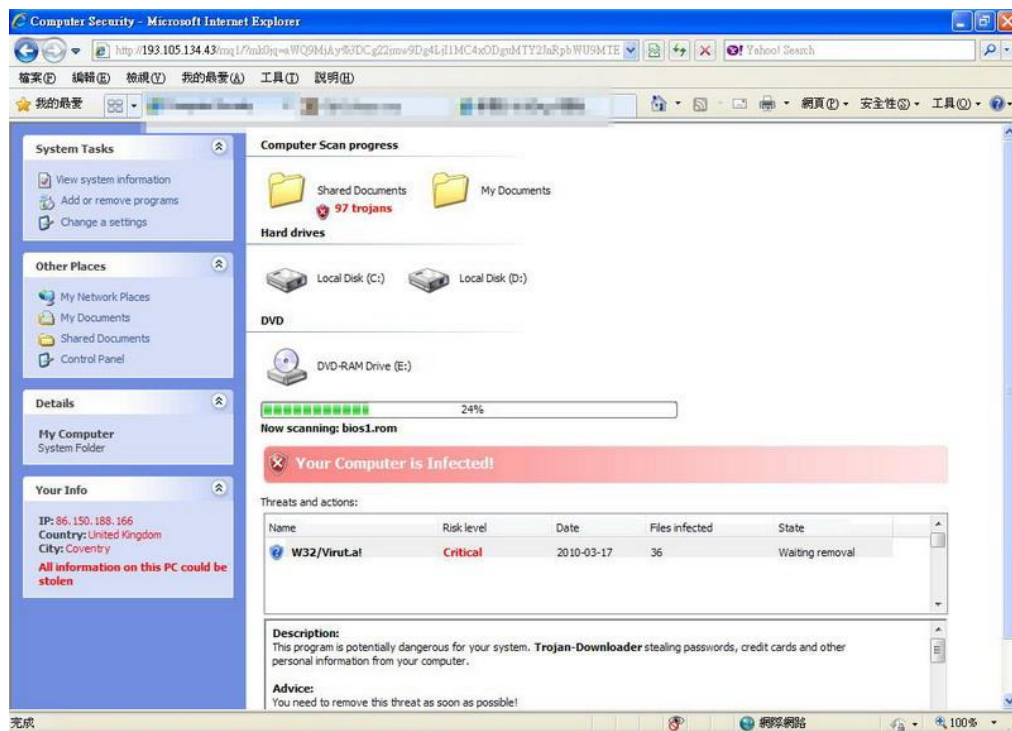 Computer Security - Microsoft Internet Explorer
Yahoo! Search
檔案(F) 編輯(E) 檢視(V) 我的最愛(A) 工具(T) 說明(H)
我的最愛
網頁(P) 安全性(S) 工具(O)
System Tasks
View system information
Add or remove programs
Change a settings
Other Places
My Network Places
My Documents
Shared Documents
Control Panel
Details
My Computer
System Folder
Your Info
IP: 86.150.188.166
Country: United Kingdom
City: Coventry
All information on this PC could be
stolen
Computer Scan progress
Shared Documents
97 trojans
My Documents
Hard drives
Local Disk (C:) Local Disk (D:)
DVD
DVD-RAM Drive (E:)
24%
Now scanning: bios1.rom
Your Computer is Infected!
Threats and actions:
Name Risk level Date Files infected State
W32/Virut.a! Critical 2010-03-17 36 Waiting removal
Description:
This program is potentially dangerous for your system. Trojan-Downloader stealing passwords, credit cards and other
personal information from your computer.
Advice:
You need to remove this threat as soon as possible!
完成 網際網路 100%